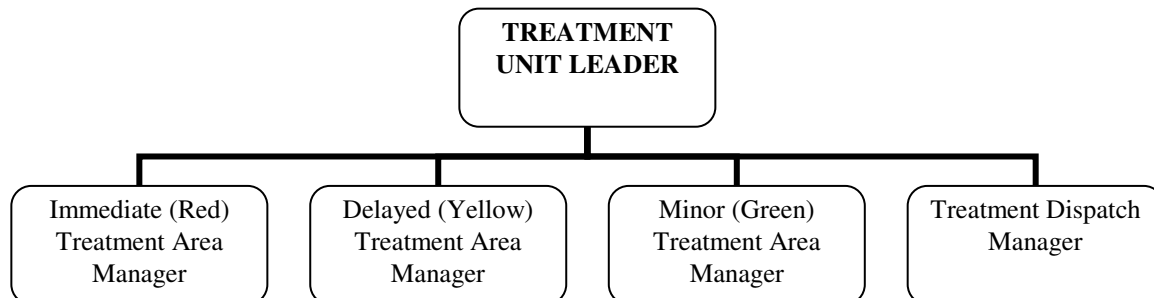 TREATMENT
UNIT LEADER
Immediate (Red)
Treatment Area
Manager
Delayed (Yellow)
Treatment Area
Manager
Minor (Green)
Treatment Area
Manager
Treatment Dispatch
Manager